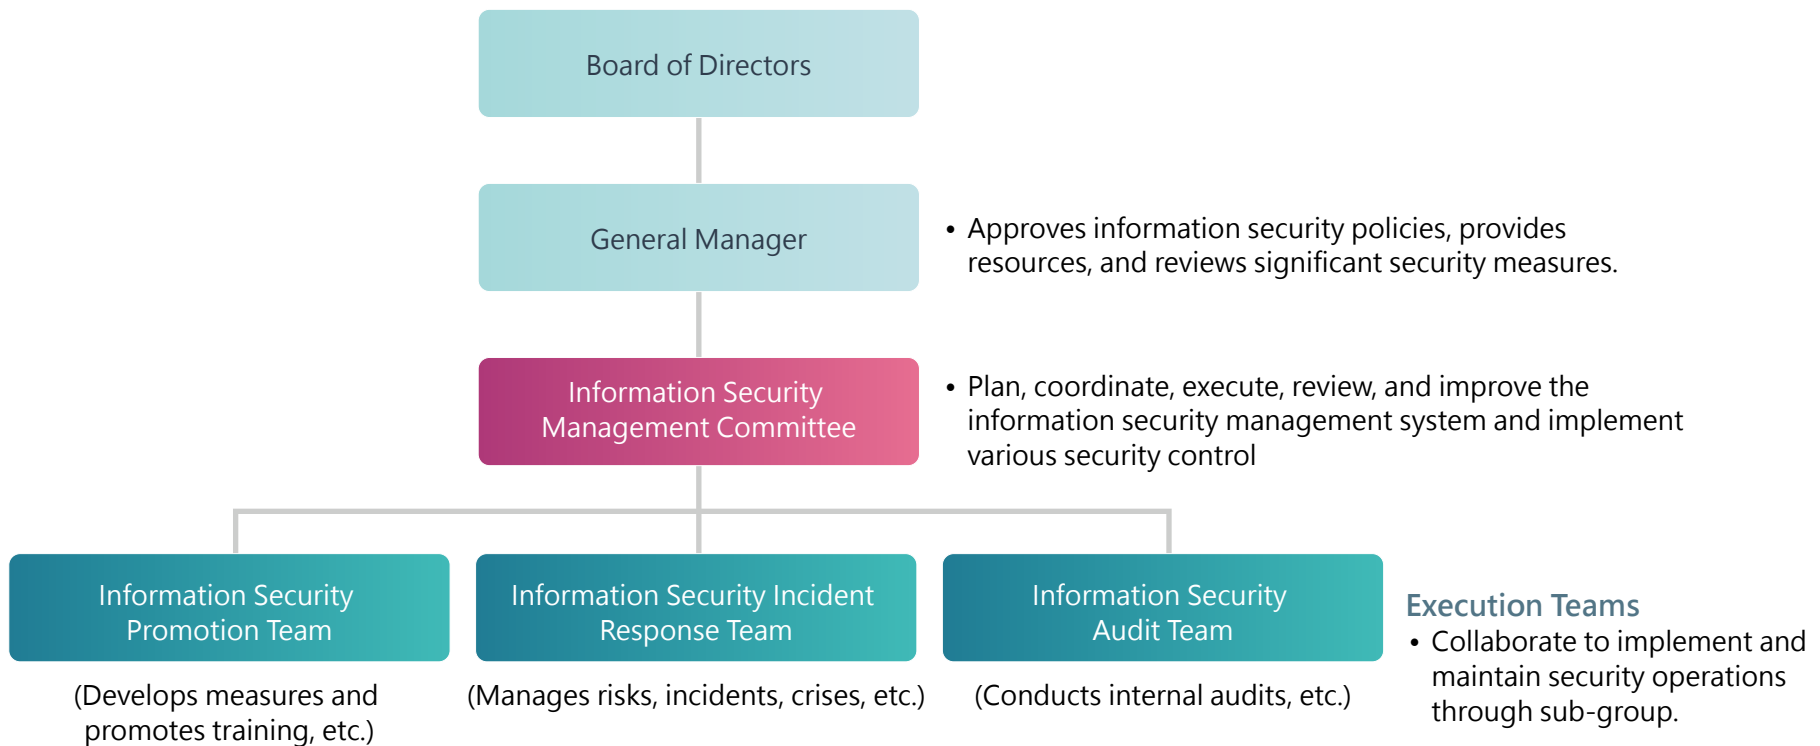 Board of Directors
General Manager
• Approves information security policies, provides
resources, and reviews significant security measures.
Information Security
Management Committee
• Plan, coordinate, execute, review, and improve the
information security management system and implement
various security control
Information Security
Promotion Team
(Develops measures and
promotes training, etc.)
Information Security Incident
Response Team
(Manages risks, incidents, crises, etc.)
Information Security
Audit Team
(Conducts internal audits, etc.)
Execution Teams
• Collaborate to implement and
maintain security operations
through sub-group.